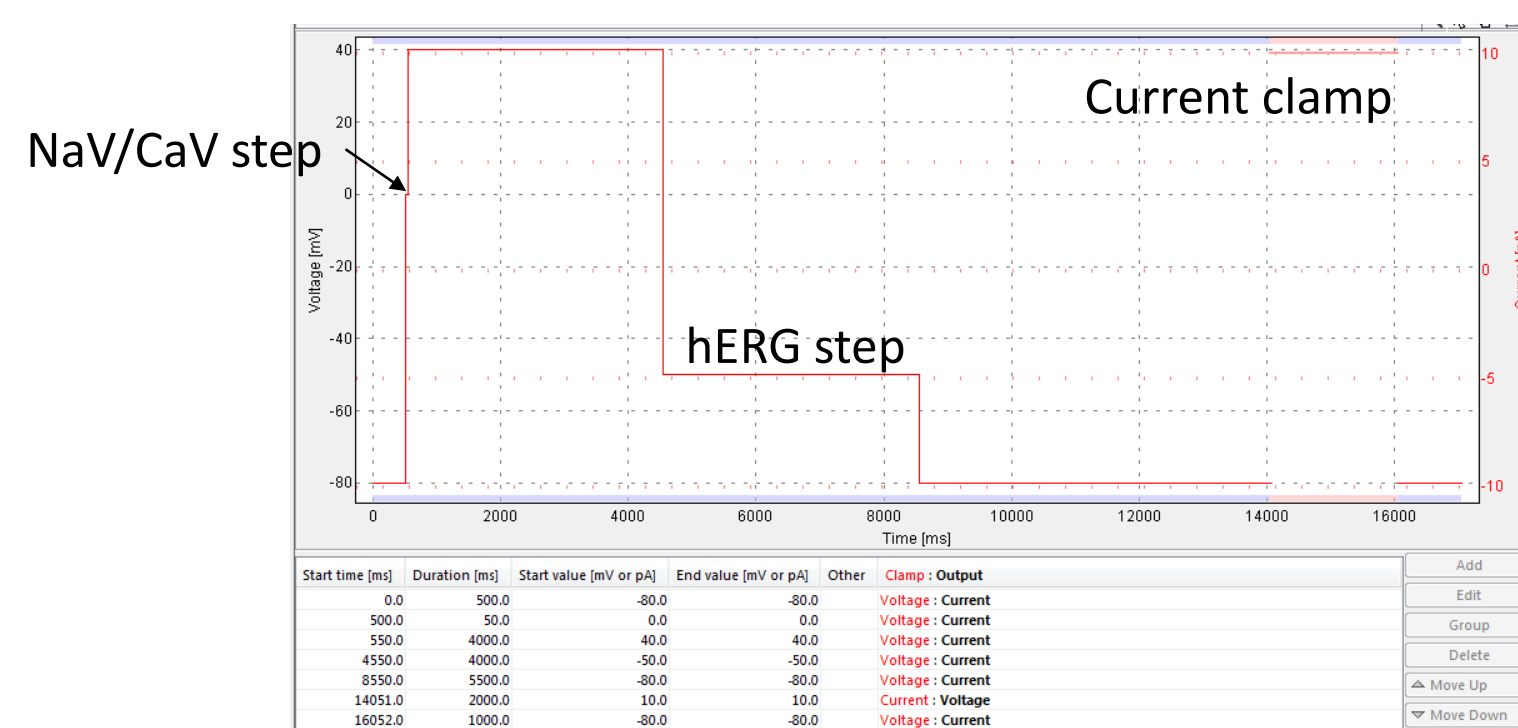 40
10
Current clamp
20
NaV/CaV step
5
0
Voltage [mV]
-20
0
-40
hERG step
-5
-60
-80
-10
0 2000 4000 6000 8000 10000 12000 14000 16000
Time [ms]
Start time [ms] Duration [ms] Start value [mV or pA] End value [mV or pA] Other Clamp : Output
0.0 500.0 -80.0 -80.0 Voltage : Current
500.0 50.0 0.0 0.0 Voltage : Current
550.0 4000.0 40.0 40.0 Voltage : Current
4550.0 4000.0 -50.0 -50.0 Voltage : Current
8550.0 5500.0 -80.0 -80.0 Voltage : Current
14051.0 2000.0 10.0 10.0 Current : Voltage
16052.0 1000.0 -80.0 -80.0 Voltage : Current
Add
Edit
Group
Delete
Move Up
Move Down